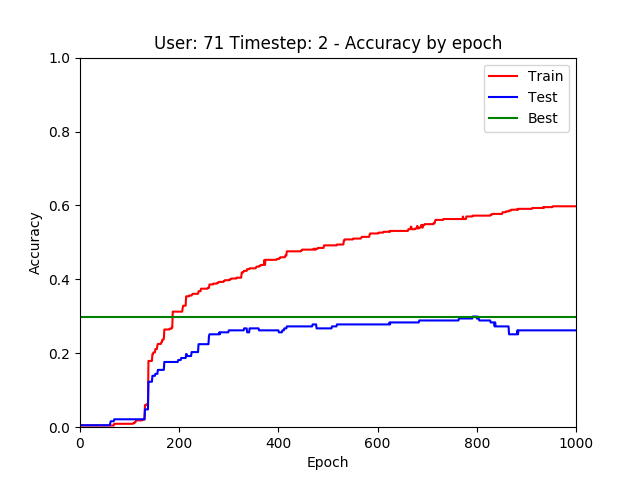 User: 71 Timestep: 2 - Accuracy by epoch
1.0
0.8
0.6
0.4
0.2
0.0
Accuracy
Train
Test
Best
0 200 400 600 800 1000
Epoch